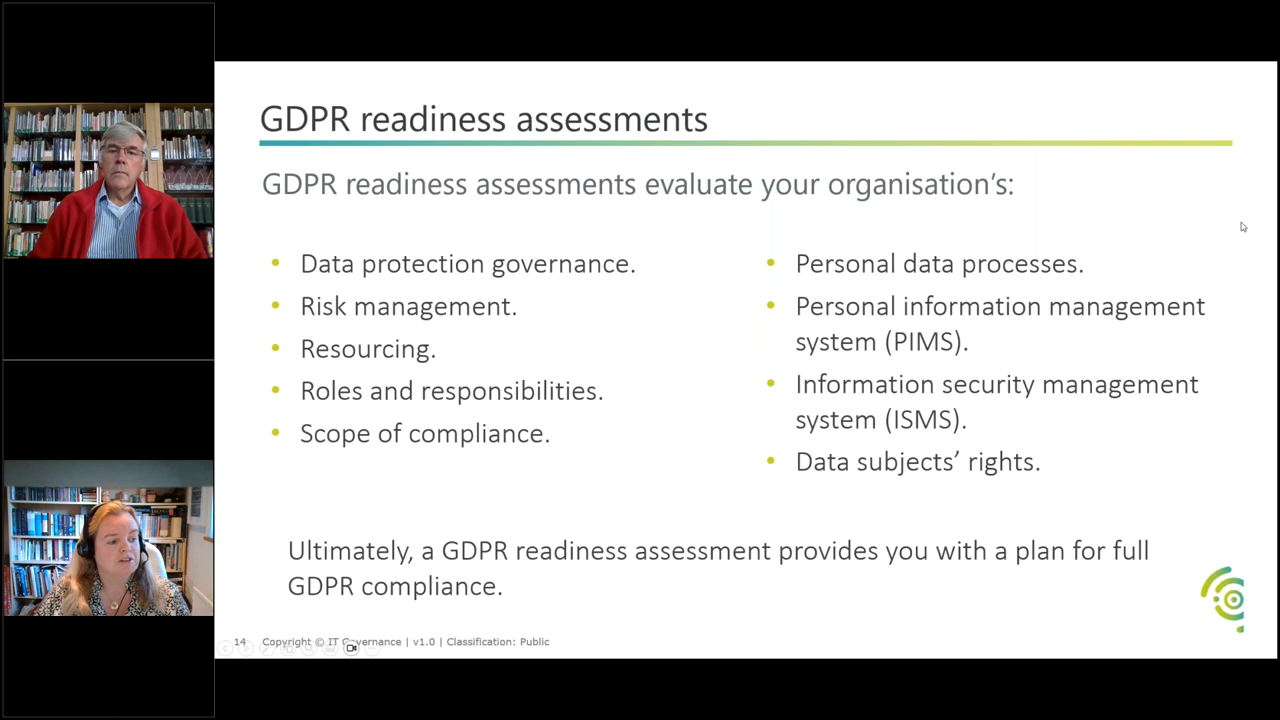 GDPR readiness assessments
GDPR readiness assessments evaluate your organisation's:
• Data protection governance.
• Risk management.
• Resourcing.
• Roles and responsibilities.
• Scope of compliance.
• Personal data processes.
• Personal information management
system (PIMS).
• Information security management
system (ISMS).
• Data subjects’ rights.
Ultimately, a GDPR readiness assessment provides you with a plan for full
GDPR compliance.
14 Copyright © IT Governance | v1.0 | Classification: Public